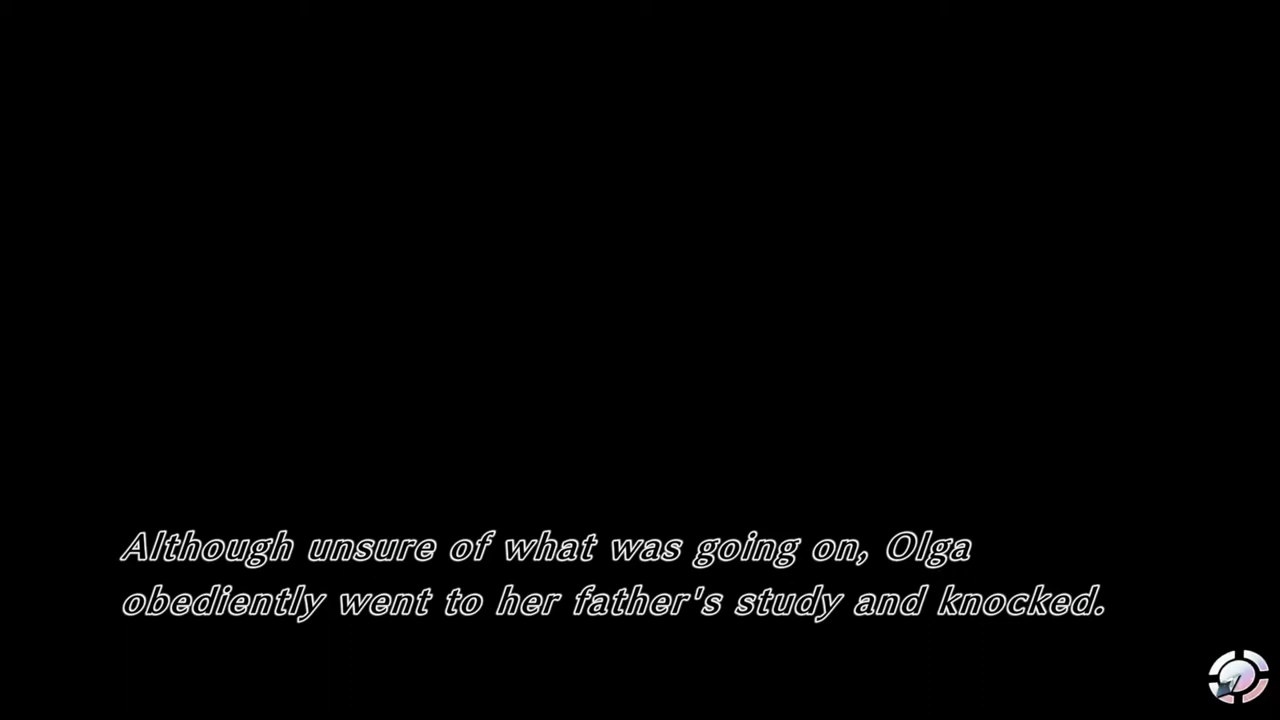 Although unsure of what was going on, Olga
obediently went to her father's study and knocked.